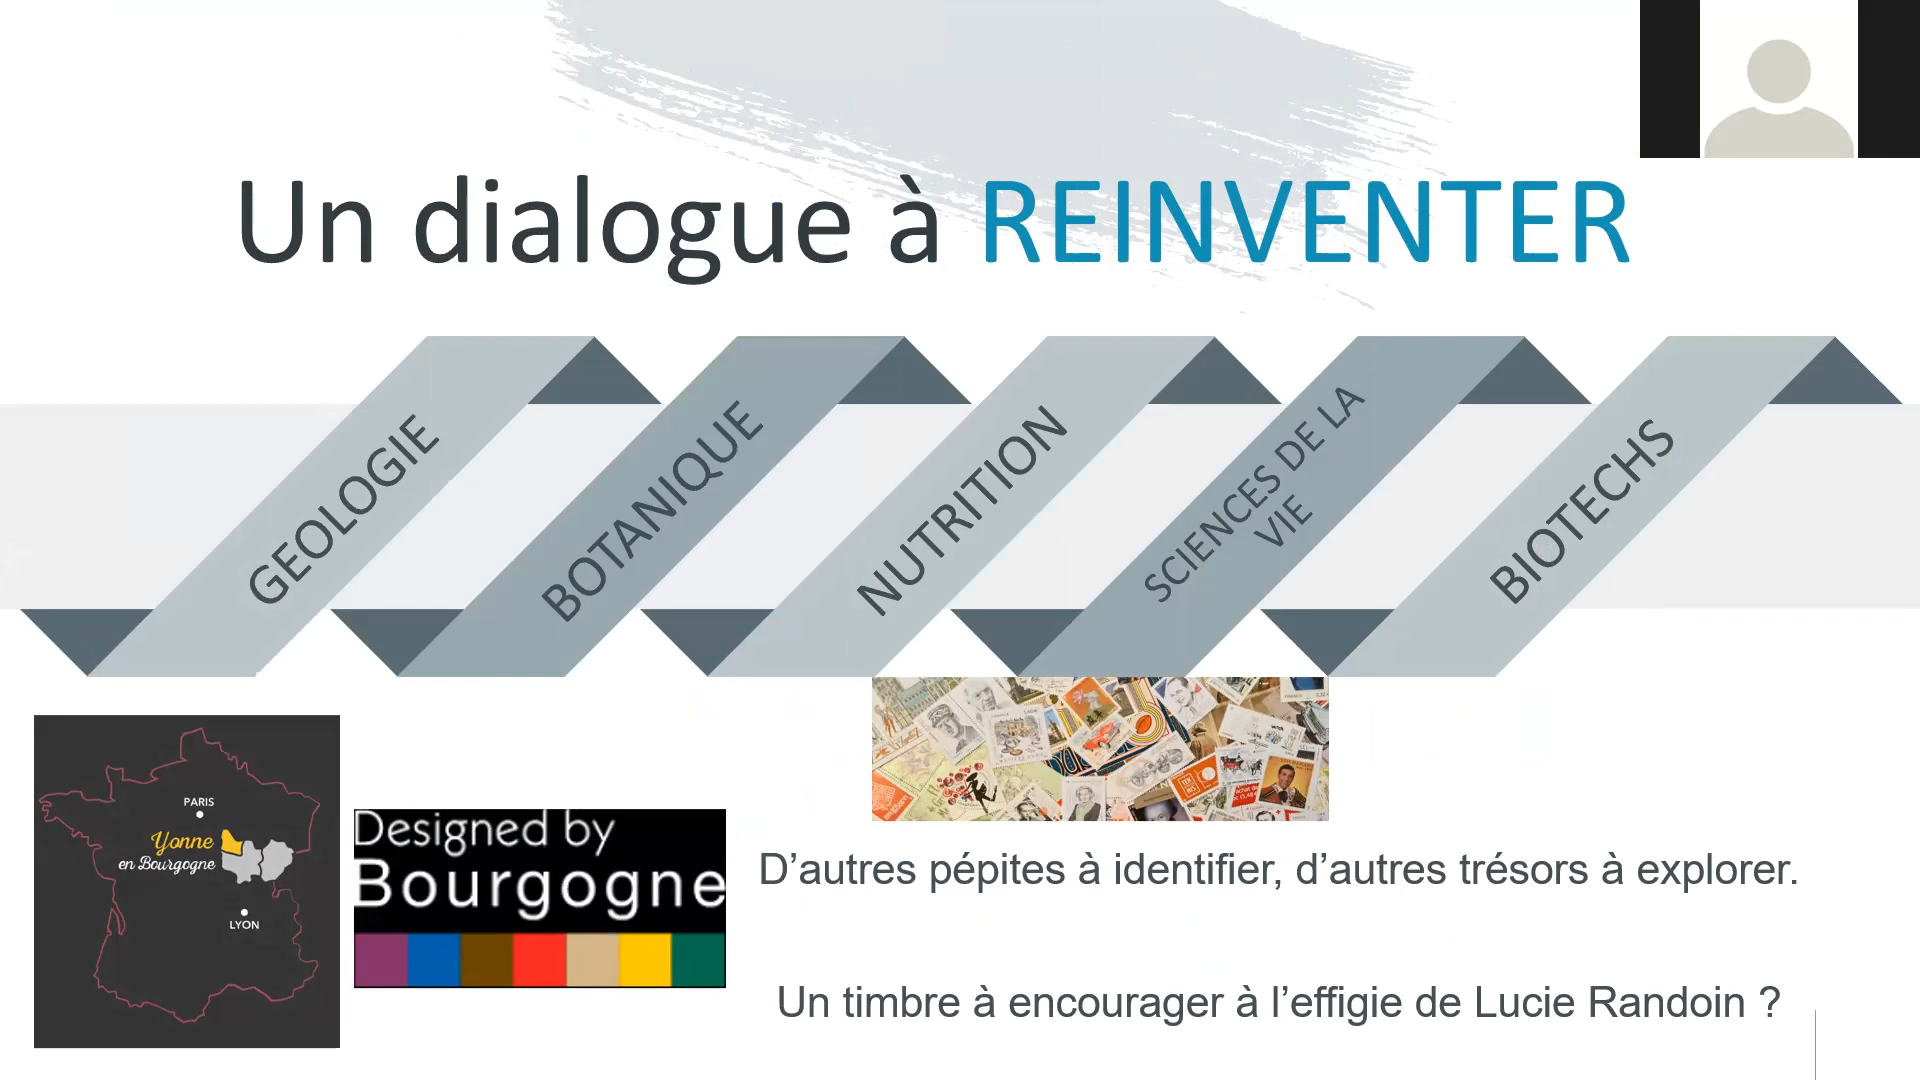 Un dialogue à REINVENTER
GEOLOGIE
BOTANIQUE
NUTRITION
SCIENCES DE LA
VIE
BIOTECHS
PARIS
Yonne
en Bourgogne
LYON
Designed by
Bourgogne
D’autres pépites à identifier, d’autres trésors à explorer.
Un timbre à encourager à l’effigie de Lucie Randoin ?